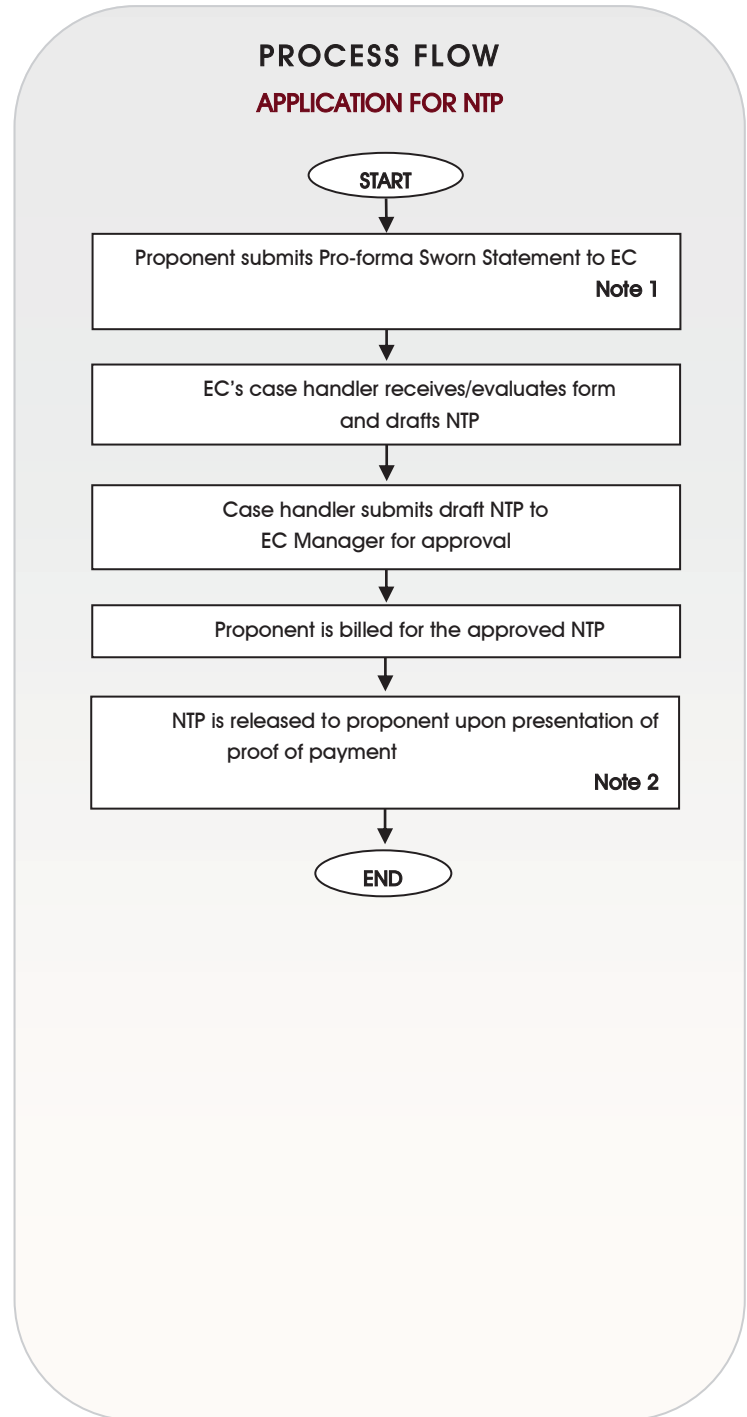 PROCESS FLOW
APPLICATION FOR NTP
START
Proponent submits Pro-forma Sworn Statement to EC
Note 1
EC’s case handler receives/evaluates form
and drafts NTP
Case handler submits draft NTP to
EC Manager for approval
Proponent is billed for the approved NTP
NTP is released to proponent upon presentation of
proof of payment
Note 2
END